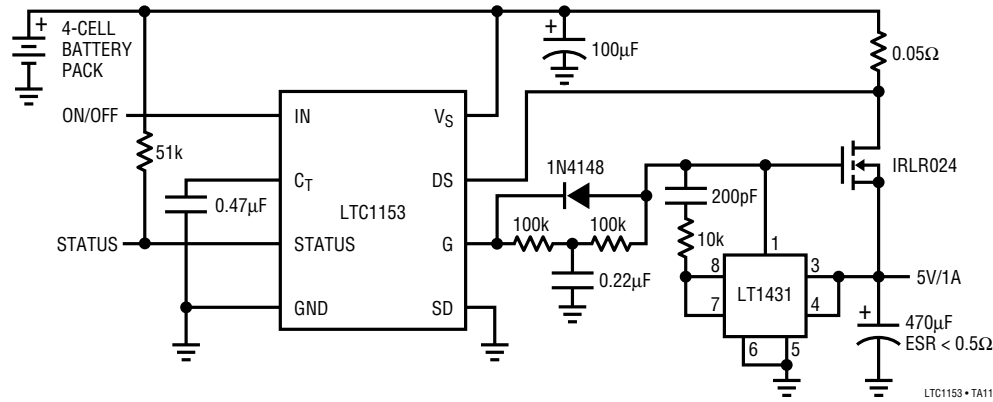 +
4-CELL
BATTERY
PACK
+
100µF
0.05Ω
ON/OFF
IN
VS
51k
CT
DS
1N4148
IRLR024
0.47µF
LTC1153
200pF
STATUS
STATUS
G
100k
100k
10k
1
0.22µF
8
3
5V/1A
LT1431
GND
SD
7
4
+
470µF
ESR < 0.5Ω
6
5
LTC1153 • TA11